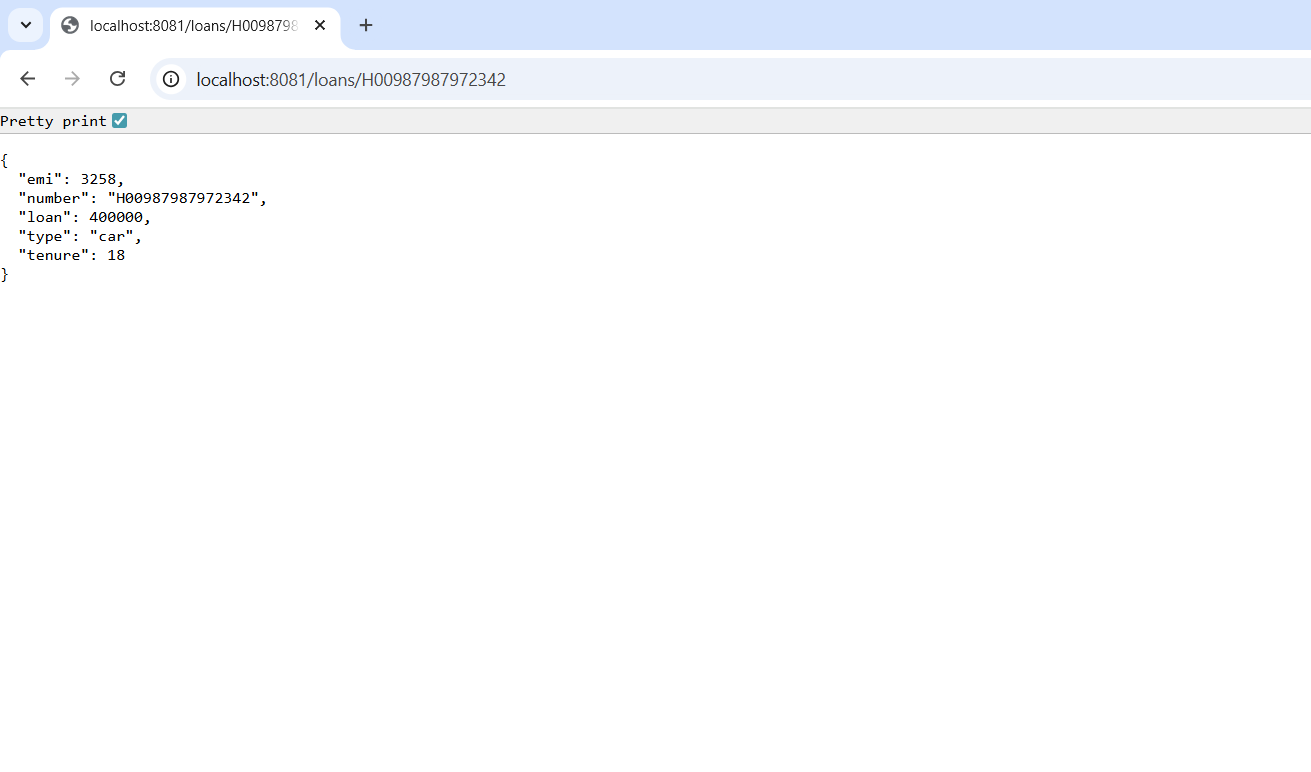 localhost:8081/loans/H0098798
localhost:8081/loans/H00987987972342
Pretty print
{
  "emi": 3258,
  "number": "H00987987972342",
  "loan": 400000,
  "type": "car",
  "tenure": 18
}